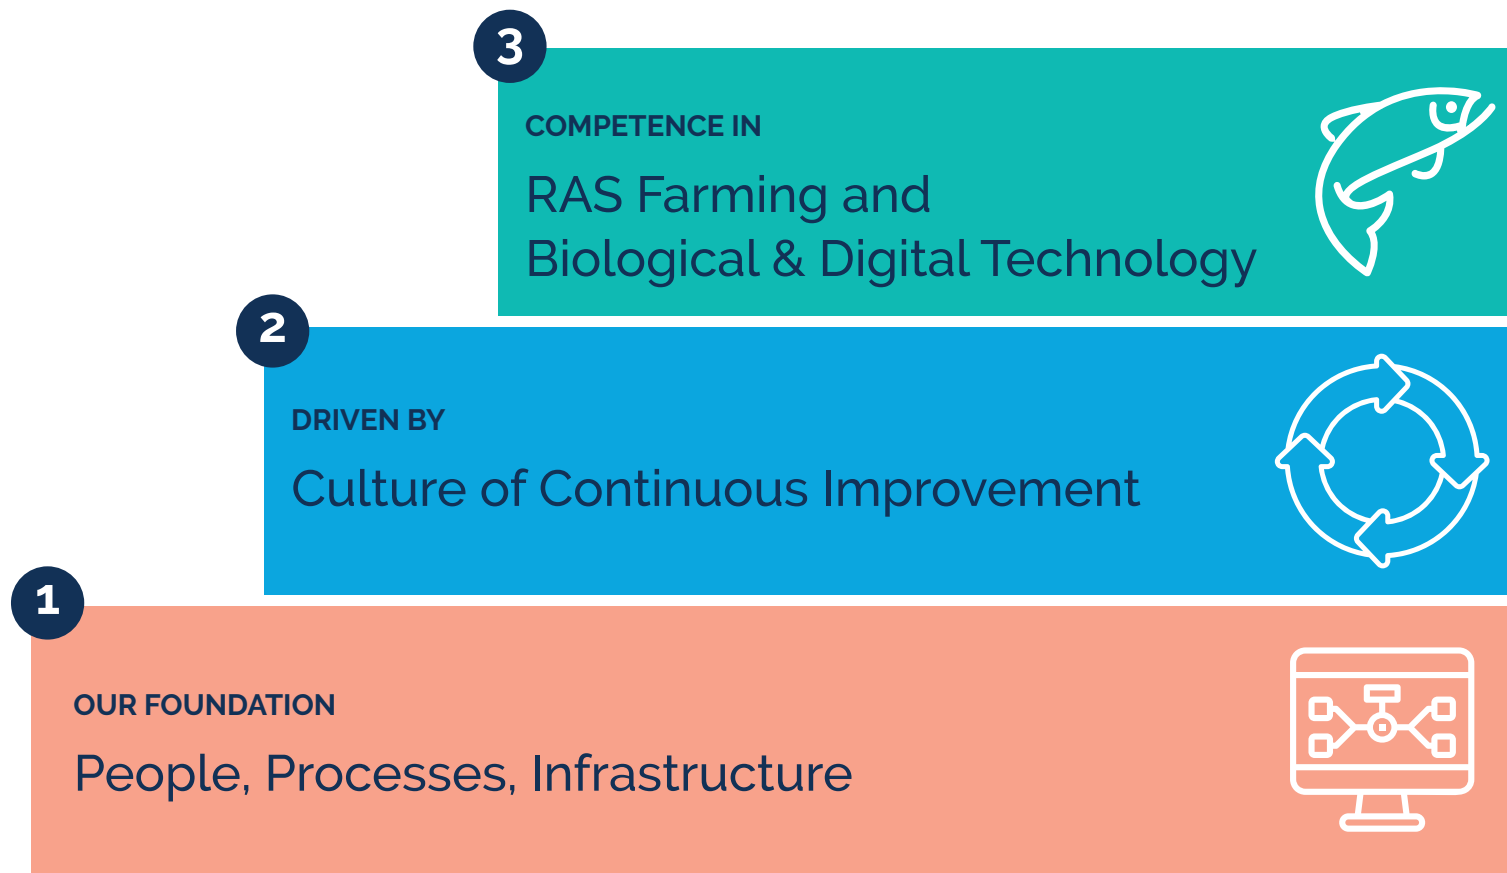 3
COMPETENCE IN
RAS Farming and
Biological & Digital Technology
2
DRIVEN BY
Culture of Continuous Improvement
1
OUR FOUNDATION
People, Processes, Infrastructure